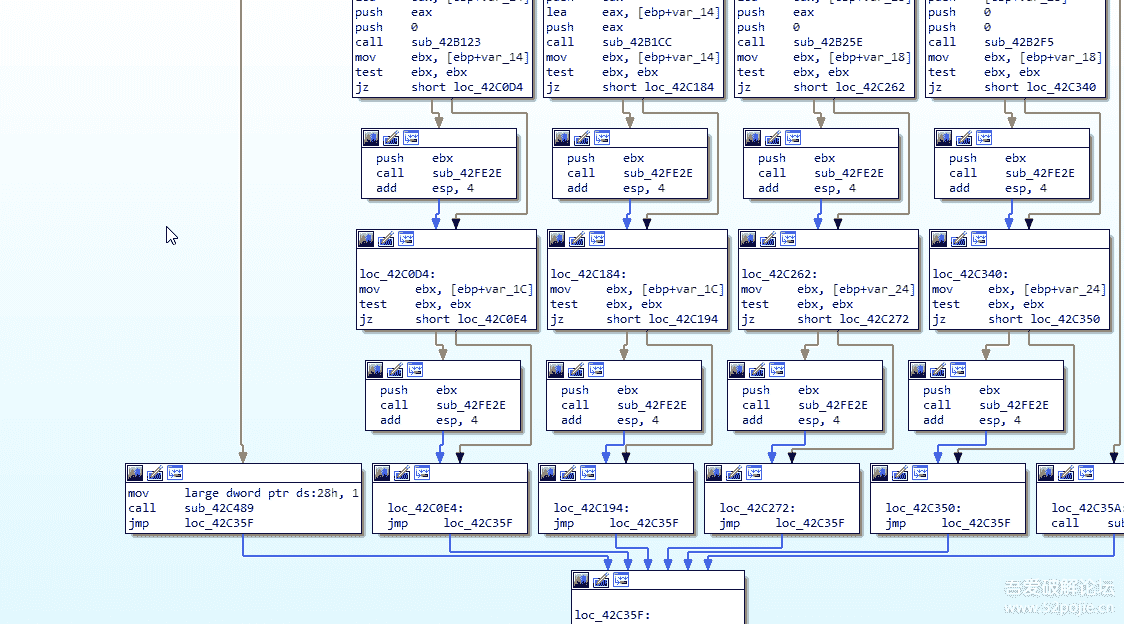 push eax
push 0
call sub_42B123
mov ebx, [ebp+var_14]
test ebx, ebx
jz short loc_42C0D4
lea eax, [ebp+var_14]
push eax
call sub_42B1CC
mov ebx, [ebp+var_14]
test ebx, ebx
jz short loc_42C184
push eax
push 0
call sub_42B25E
mov ebx, [ebp+var_18]
test ebx, ebx
jz short loc_42C262
push 0
push 0
call sub_42B2F5
mov ebx, [ebp+var_18]
test ebx, ebx
jz short loc_42C340
push ebx
call sub_42FE2E
add esp, 4
push ebx
call sub_42FE2E
add esp, 4
push ebx
call sub_42FE2E
add esp, 4
push ebx
call sub_42FE2E
add esp, 4
loc_42C0D4:
mov ebx, [ebp+var_1C]
test ebx, ebx
jz short loc_42C0E4
loc_42C184:
mov ebx, [ebp+var_1C]
test ebx, ebx
jz short loc_42C194
loc_42C262:
mov ebx, [ebp+var_24]
test ebx, ebx
jz short loc_42C272
loc_42C340:
mov ebx, [ebp+var_24]
test ebx, ebx
jz short loc_42C350
push ebx
call sub_42FE2E
add esp, 4
push ebx
call sub_42FE2E
add esp, 4
push ebx
call sub_42FE2E
add esp, 4
push ebx
call sub_42FE2E
add esp, 4
mov large dword ptr ds:28h, 1
call sub_42C489
jmp loc_42C35F
loc_42C0E4:
jmp loc_42C35F
loc_42C194:
jmp loc_42C35F
loc_42C272:
jmp loc_42C35F
loc_42C350:
jmp loc_42C35F
loc_42C35A:
call
loc_42C35F:
吾爱破解论坛
www.52pojie.cn